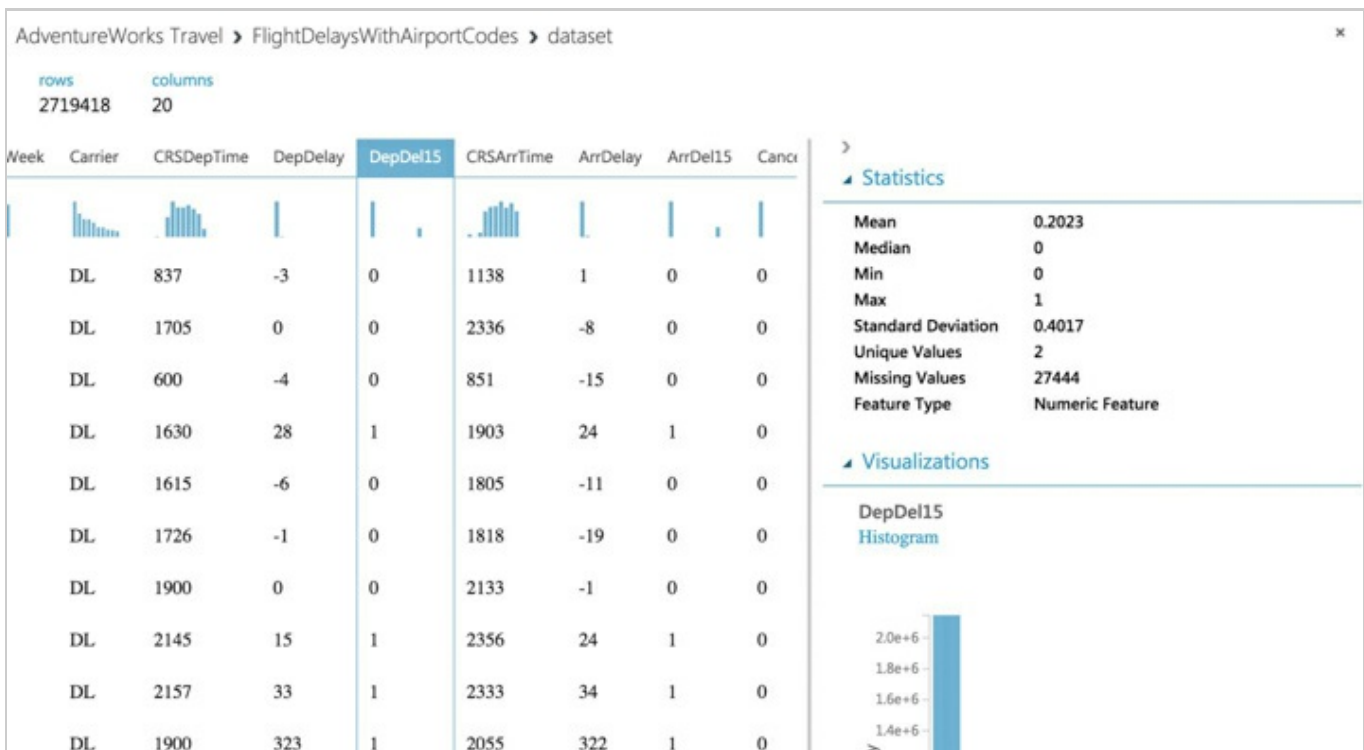 AdventureWorks Travel › FlightDelaysWithAirportCodes › dataset ×
rows columns
2719418 20
Week Carrier CRSDepTime DepDelay DepDel15 CRSArrTime ArrDelay ArrDel15 Cance
DL 837 -3 0 1138 1 0 0
DL 1705 0 0 2336 -8 0 0
DL 600 -4 0 851 -15 0 0
DL 1630 28 1 1903 24 1 0
DL 1615 -6 0 1805 -11 0 0
DL 1726 -1 0 1818 -19 0 0
DL 1900 0 0 2133 -1 0 0
DL 2145 15 1 2356 24 1 0
DL 2157 33 1 2333 34 1 0
DL 1900 323 1 2055 322 1 0
Statistics
Mean 0.2023
Median 0
Min 0
Max 1
Standard Deviation 0.4017
Unique Values 2
Missing Values 27444
Feature Type Numeric Feature
Visualizations
DepDel15
Histogram
2.0e+6
1.8e+6
1.6e+6
1.4e+6